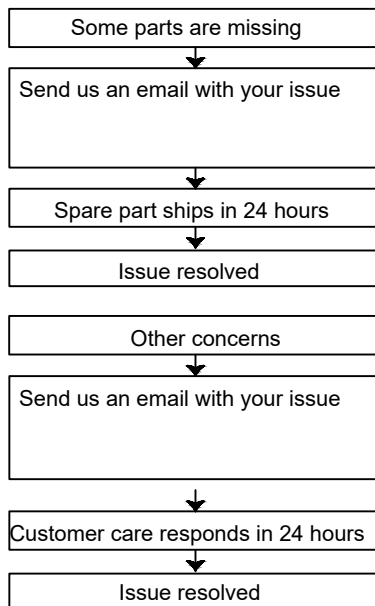 Some parts are missing
Send us an email with your issue
Spare part ships in 24 hours
Issue resolved
Other concerns
Send us an email with your issue
Customer care responds in 24 hours
Issue resolved